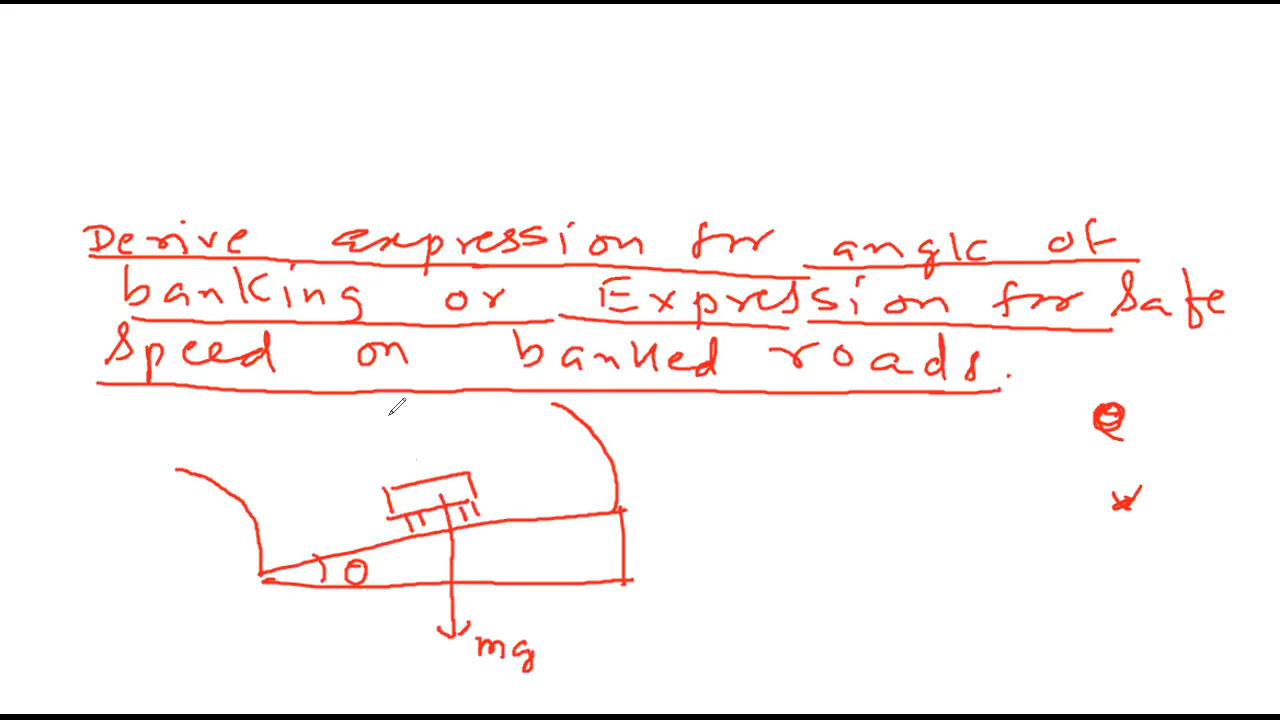 Derive expression for angle of
banking or Expression for safe
speed on banked roads.
θ
θ
mg